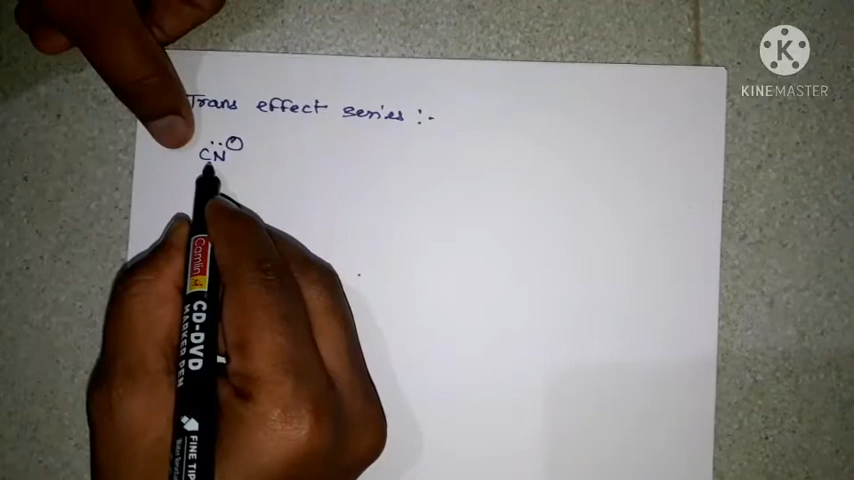 Trans effect series :-
CN
K
KINEMASTER
Camlin
CD-DVD
MARKER PEN
FINE TIP